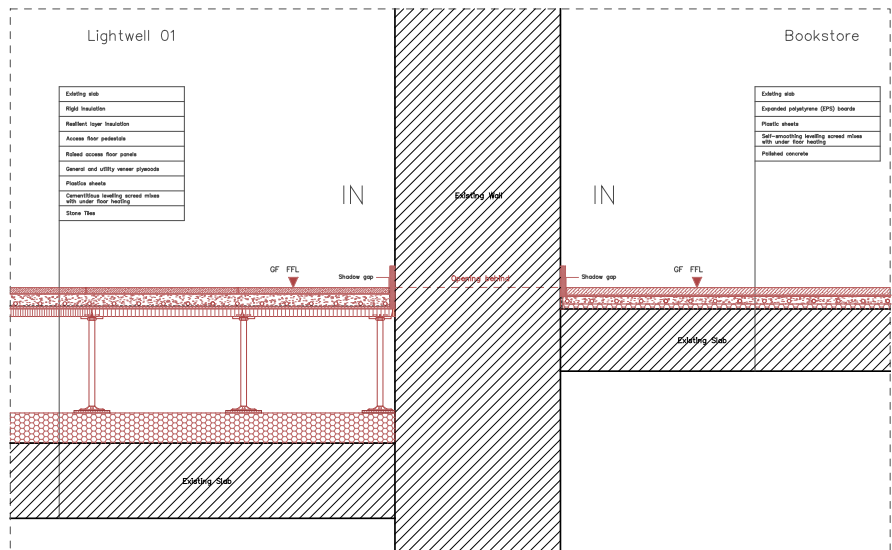 Lightwell 01
Bookstore
Existing slab
Rigid insulation
Resilient layer insulation
Access floor pedestals
Raised access floor panels
General and utility veneer plywoods
Plastics sheets
Cementitious levelling screed mixes
with under floor heating
Stone Tiles
Existing slab
Expanded polystyrene (EPS) boards
Plastic sheets
Self-smoothing levelling screed mixes
with under floor heating
Polished concrete
IN
Existing Wall
IN
GF FFL
Shadow gap
Opening behind
Shadow gap
GF FFL
Existing Slab
Existing Slab